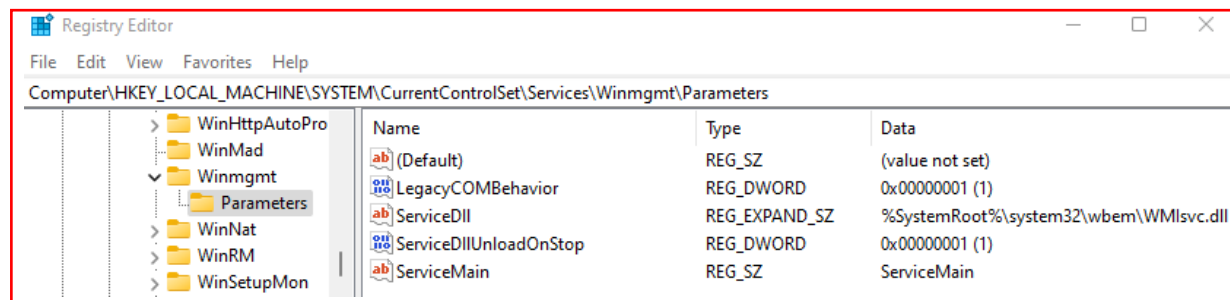 Registry Editor
File Edit View Favorites Help
Computer\HKEY_LOCAL_MACHINE\SYSTEM\CurrentControlSet\Services\Winmgmt\Parameters
WinHttpAutoPro
WinMad
Winmgmt
Parameters
WinNat
WinRM
WinSetupMon
Name Type Data
(Default) REG_SZ (value not set)
LegacyCOMBehavior REG_DWORD 0x00000001 (1)
ServiceDll REG_EXPAND_SZ %SystemRoot%\system32\wbem\WMIsvc.dll
ServiceDllUnloadOnStop REG_DWORD 0x00000001 (1)
ServiceMain REG_SZ ServiceMain